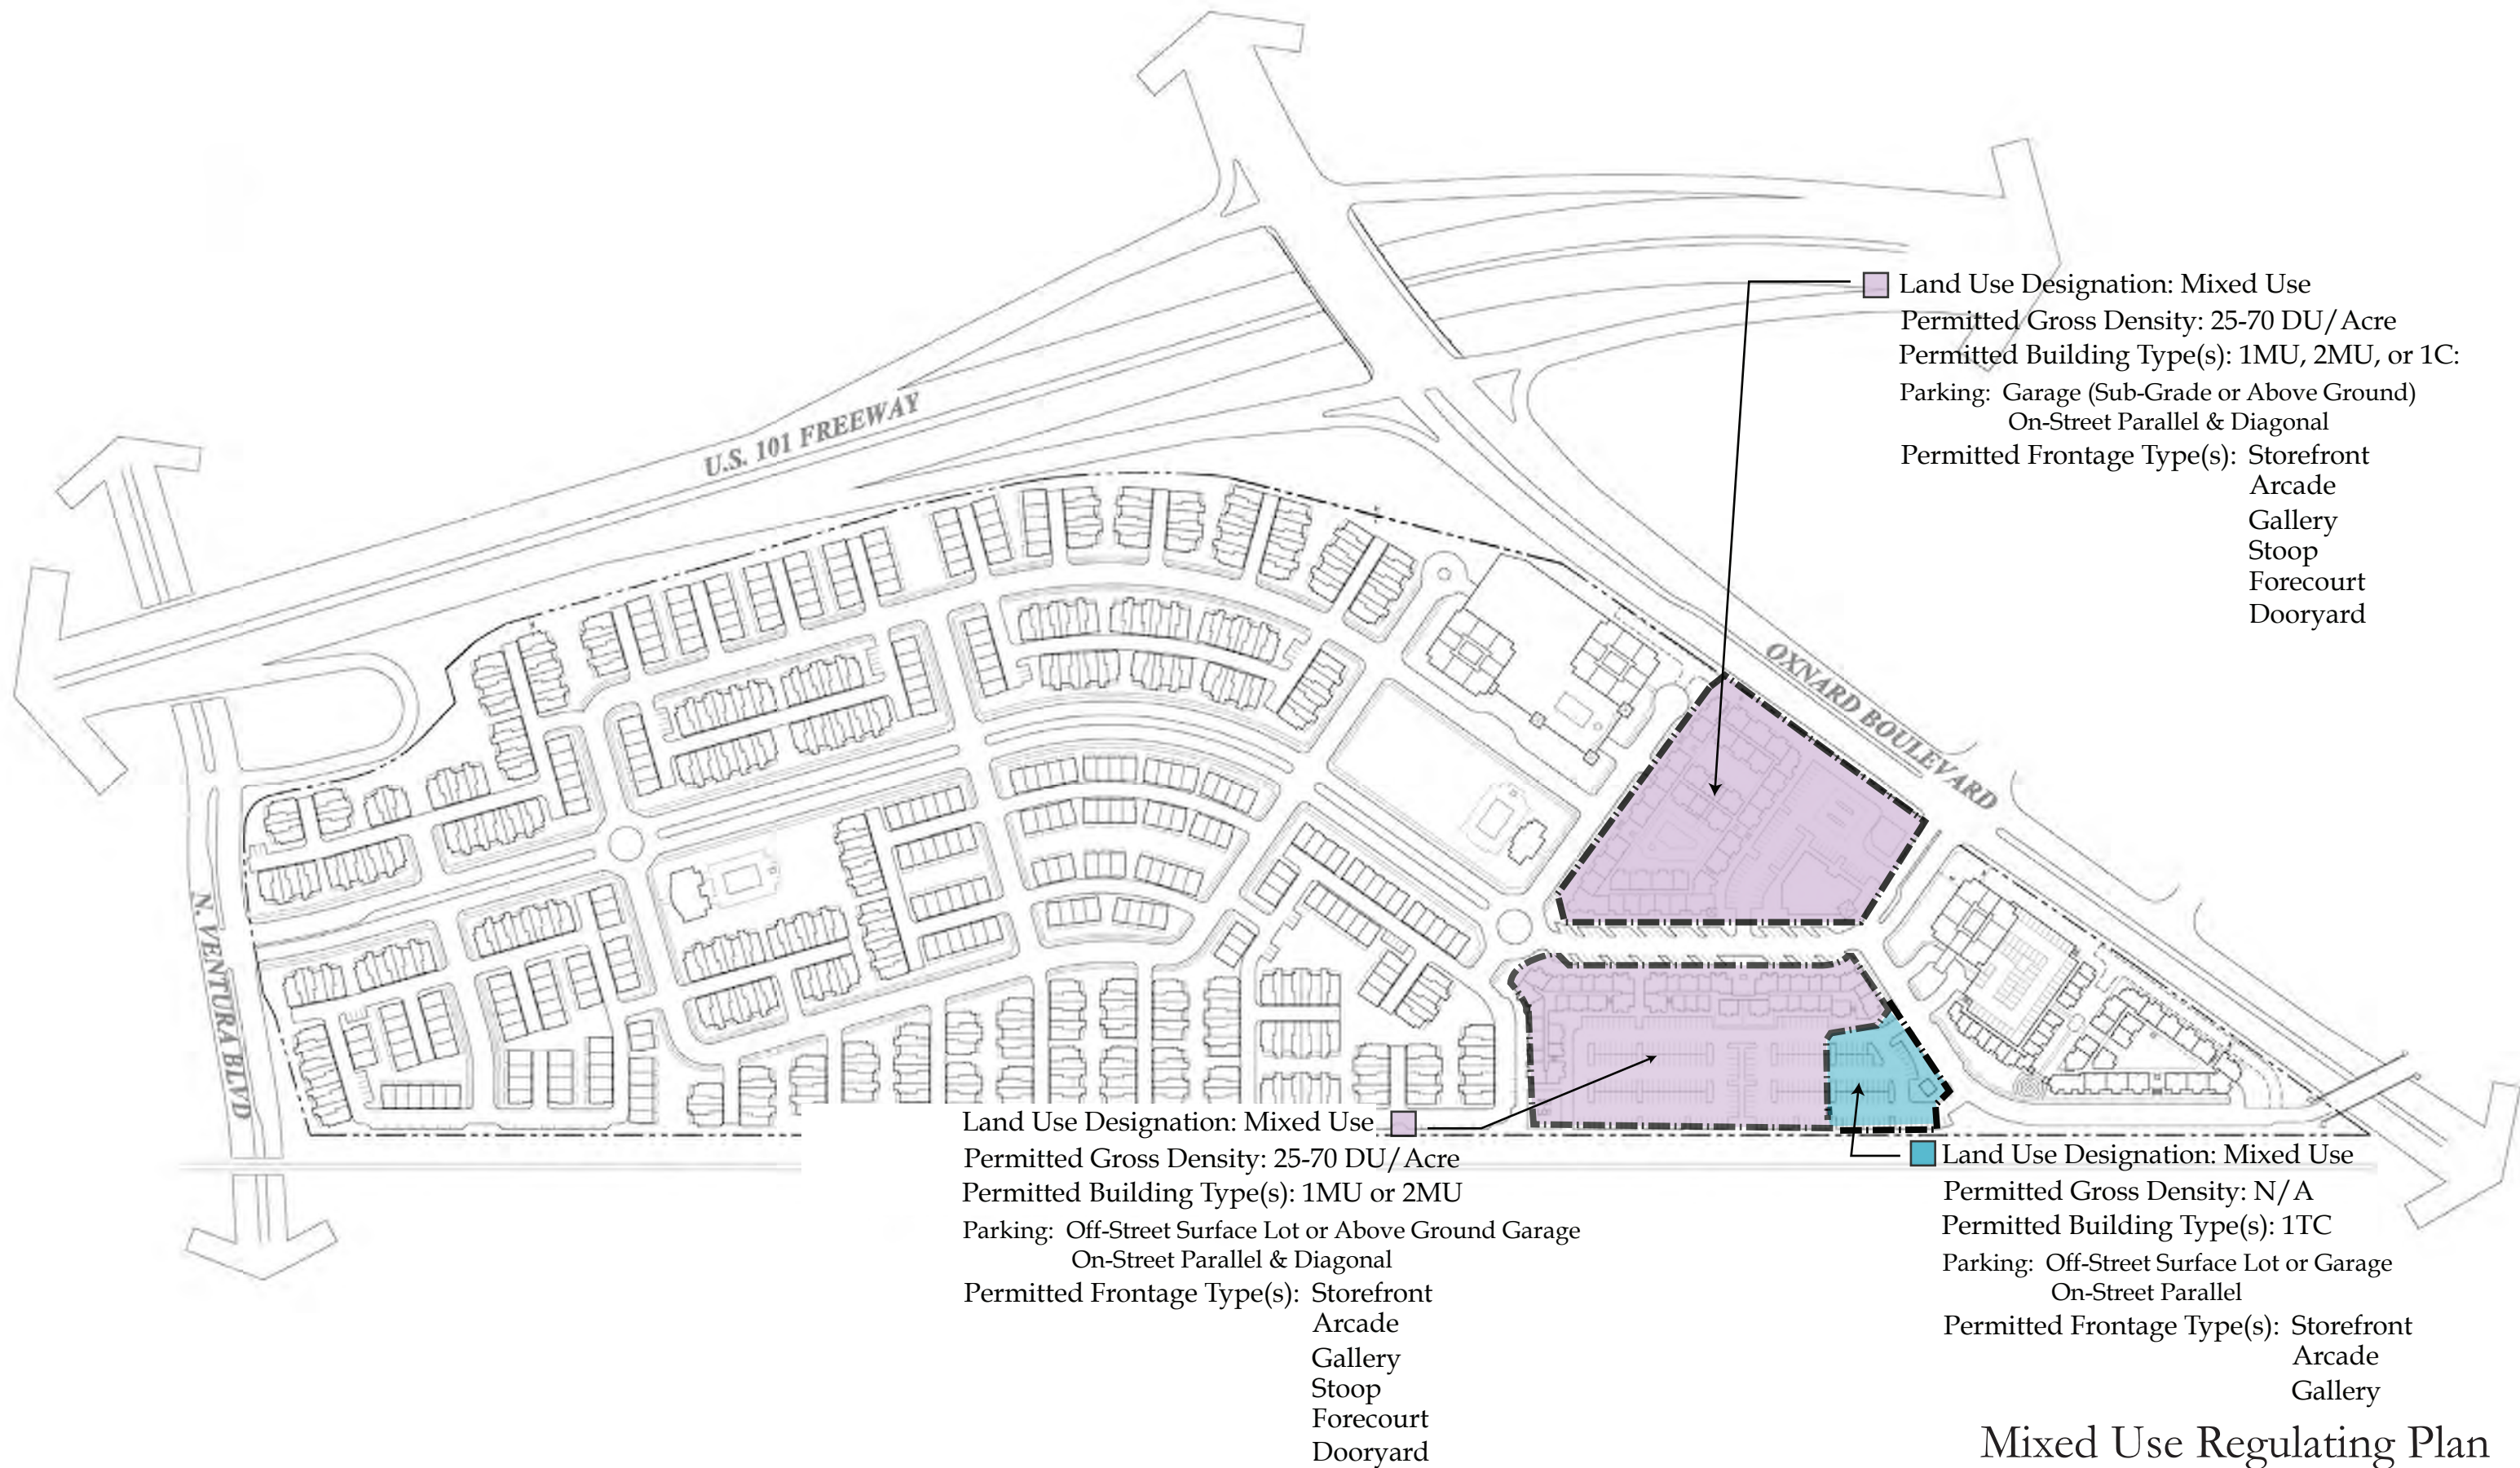 U.S. 101 FREEWAY
Land Use Designation: Mixed Use
Permitted Gross Density: 25-70 DU/Acre
Permitted Building Type(s): 1MU, 2MU, or 1C:
Parking: Garage (Sub-Grade or Above Ground)
On-Street Parallel & Diagonal
Permitted Frontage Type(s): Storefront
Arcade
Gallery
Stoop
Forecourt
Dooryard
OXNARD BOULEVARD
N. VENTURA BLVD
Land Use Designation: Mixed Use
Permitted Gross Density: 25-70 DU/Acre
Permitted Building Type(s): 1MU or 2MU
Parking: Off-Street Surface Lot or Above Ground Garage
On-Street Parallel & Diagonal
Permitted Frontage Type(s): Storefront
Arcade
Gallery
Stoop
Forecourt
Dooryard
Land Use Designation: Mixed Use
Permitted Gross Density: N/A
Permitted Building Type(s): 1TC
Parking: Off-Street Surface Lot or Garage
On-Street Parallel
Permitted Frontage Type(s): Storefront
Arcade
Gallery
Mixed Use Regulating Plan